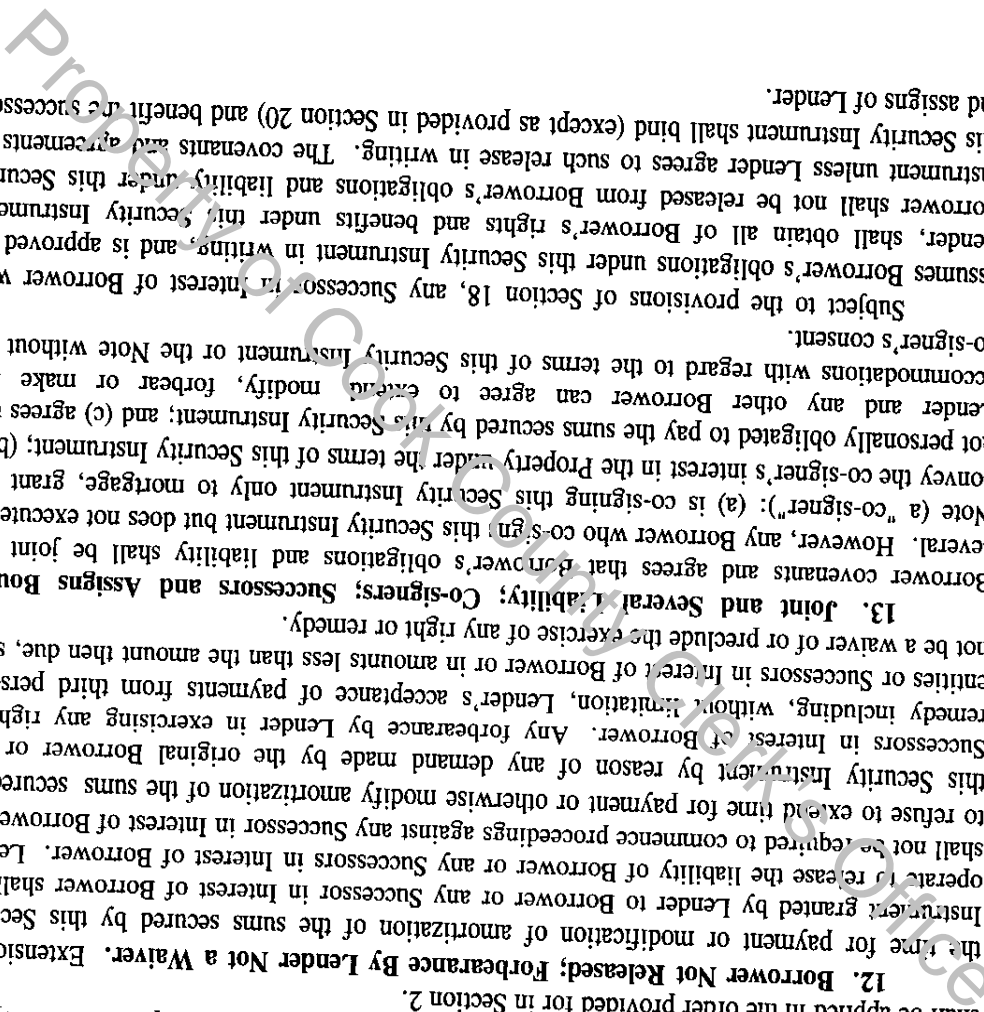 be applied in the order provided for in Section 2.
12. Borrower Not Released; Forbearance By Lender Not a Waiver. Extensio
the time for payment or modification of amortization of the sums secured by this Sec
Instrument granted by Lender to Borrower or any Successor in Interest of Borrower shall
operate to release the liability of Borrower or any Successors in Interest of Borrower. Le
shall not be required to commence proceedings against any Successor in Interest of Borrowe
to refuse to extend time for payment or otherwise modify amortization of the sums secure
this Security Instrument by reason of any demand made by the original Borrower or
Successors in Interest of Borrower. Any forbearance by Lender in exercising any righ
remedy including, without limitation, Lender's acceptance of payments from third pers
entities or Successors in Interest of Borrower or in amounts less than the amount then due, s
not be a waiver of or preclude the exercise of any right or remedy.
13. Joint and Several Liability; Co-signers; Successors and Assigns Bou
Borrower covenants and agrees that Borrower's obligations and liability shall be joint
everal. However, any Borrower who co-signs this Security Instrument but does not execute
Note (a "co-signer"): (a) is co-signing this Security Instrument only to mortgage, grant
onvey the co-signer's interest in the Property under the terms of this Security Instrument; (b
ot personally obligated to pay the sums secured by this Security Instrument; and (c) agrees
ender and any other Borrower can agree to extend, modify, forbear or make
ccommodations with regard to the terms of this Security Instrument or the Note without
o-signer's consent.
Subject to the provisions of Section 18, any Successor in Interest of Borrower w
ssumes Borrower's obligations under this Security Instrument in writing, and is approved
ender, shall obtain all of Borrower's rights and benefits under this Security Instrume
orrower shall not be released from Borrower's obligations and liability under this Secur
nstrument unless Lender agrees to such release in writing. The covenants and agreements
is Security Instrument shall bind (except as provided in Section 20) and benefit the successo
nd assigns of Lender.
Property of Cook County Clerk's Office